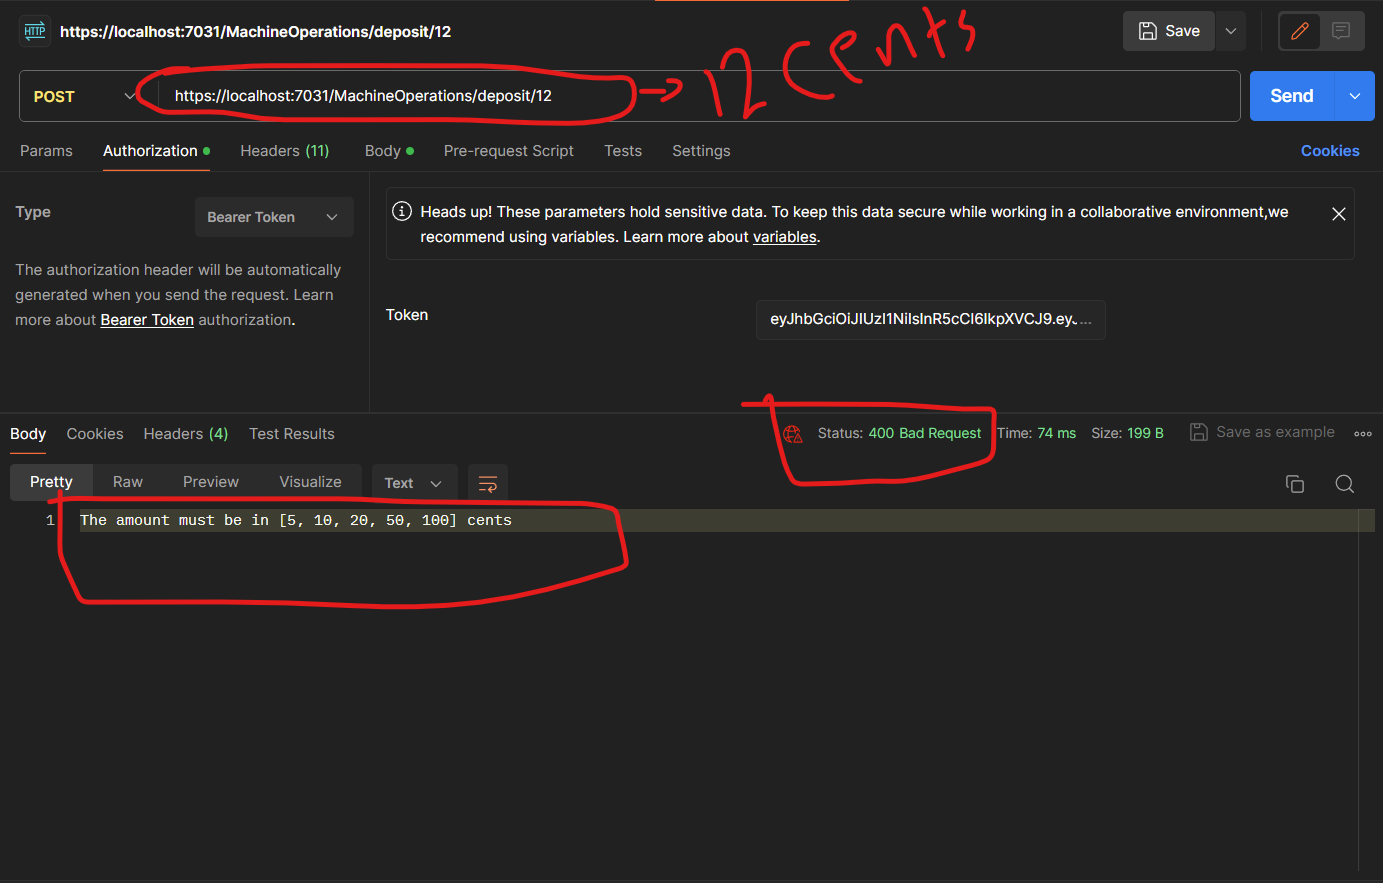 HTTP https://localhost:7031/MachineOperations/deposit/12 Save
POST https://localhost:7031/MachineOperations/deposit/12 → 12 cents Send
Params Authorization Headers (11) Body Pre-request Script Tests Settings Cookies
Type Bearer Token
The authorization header will be automatically
generated when you send the request. Learn
more about Bearer Token authorization.
Heads up! These parameters hold sensitive data. To keep this data secure while working in a collaborative environment,we
recommend using variables. Learn more about variables.
Token eyJhbGciOiJIUzI1NiIsInR5cCI6IkpXVCJ9.eyJ...
Body Cookies Headers (4) Test Results Status: 400 Bad Request Time: 74 ms Size: 199 B Save as example
Pretty Raw Preview Visualize Text
1 The amount must be in [5, 10, 20, 50, 100] cents